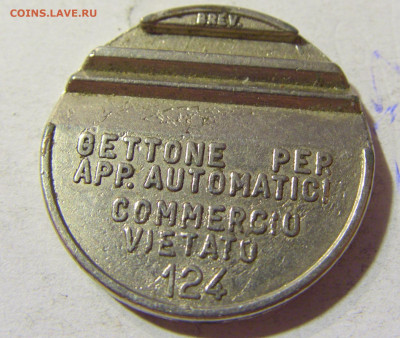 COINS.LAVE.RU
BREV.
GETTONE PER
APP. AUTOMATICI
COMMERCIO
VIETATO
124